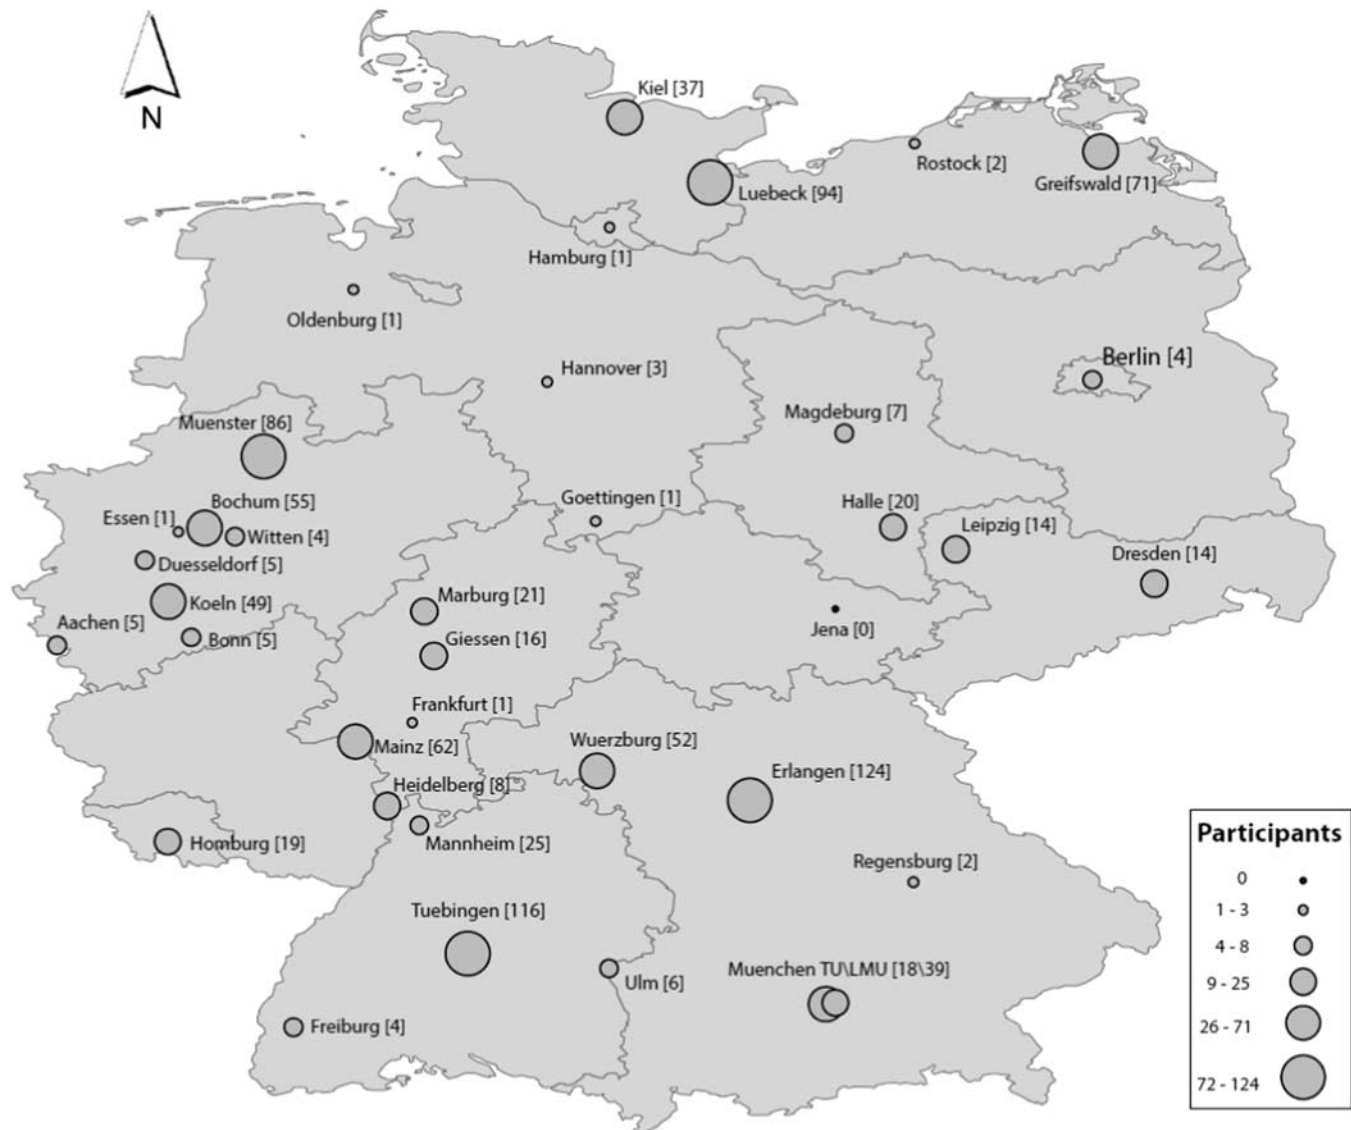 N
Kiel [37]
Rostock [2]
Greifswald [71]
Luebeck [94]
Hamburg [1]
Oldenburg [1]
Hannover [3]
Berlin [4]
Magdeburg [7]
Muenster [86]
Bochum [55]
Essen [1]
Witten [4]
Goettingen [1]
Halle [20]
Leipzig [14]
Dresden [14]
Duesseldorf [5]
Koeln [49]
Marburg [21]
Aachen [5]
Bonn [5]
Giessen [16]
Jena [0]
Frankfurt [1]
Mainz [62]
Wuerzburg [52]
Erlangen [124]
Heidelberg [8]
Homburg [19]
Mannheim [25]
Regensburg [2]
Tuebingen [116]
Muenchen TU\LMU [18\39]
Ulm [6]
Freiburg [4]
Participants
0
1 - 3
4 - 8
9 - 25
26 - 71
72 - 124